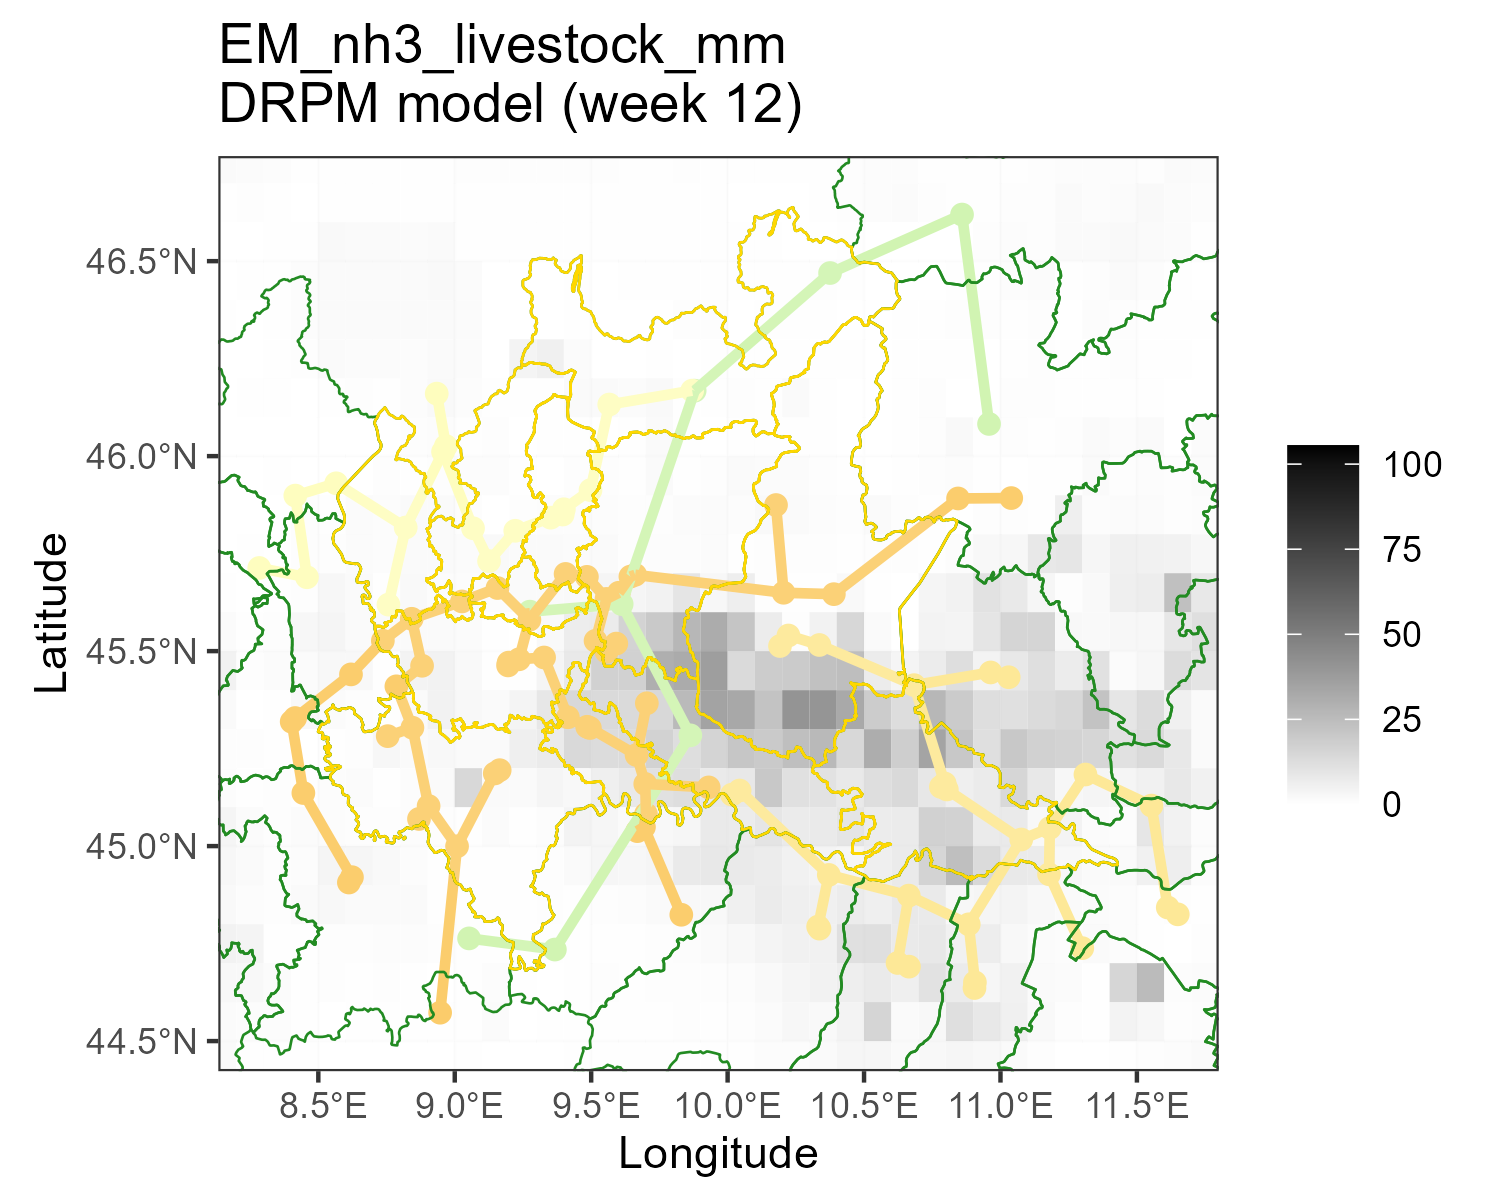 EM_nh3_livestock_mm
DRPM model (week 12)
46.5°N
46.0°N
45.5°N
45.0°N
44.5°N
Latitude
8.5°E 9.0°E 9.5°E 10.0°E 10.5°E 11.0°E 11.5°E
Longitude
100
75
50
25
0